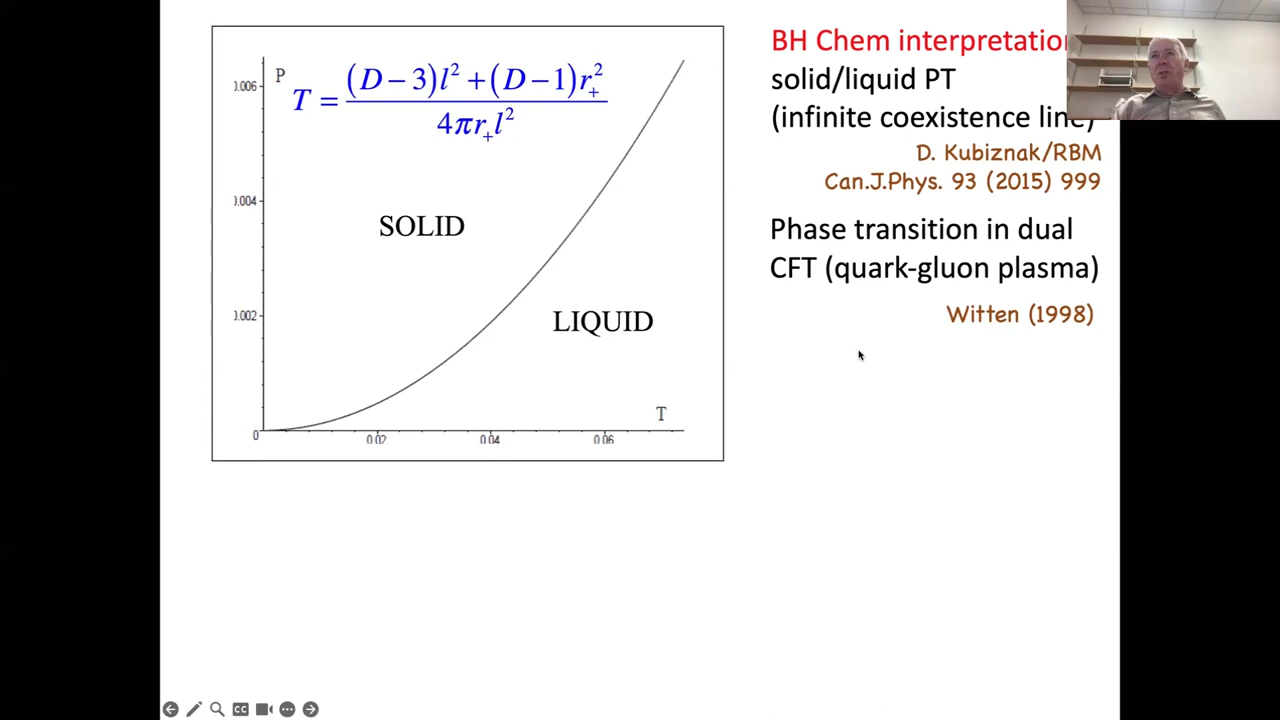 P
0.006
T = (D−3)l² + (D−1)r₊² / 4πr₊l²
0.004
SOLID
0.002
LIQUID
T
0
0.02
0.04
0.06
BH Chem interpretatio
solid/liquid PT
(infinite coexistence line)
D. Kubiznak/RBM
Can.J.Phys. 93 (2015) 999
Phase transition in dual
CFT (quark-gluon plasma)
Witten (1998)
CC